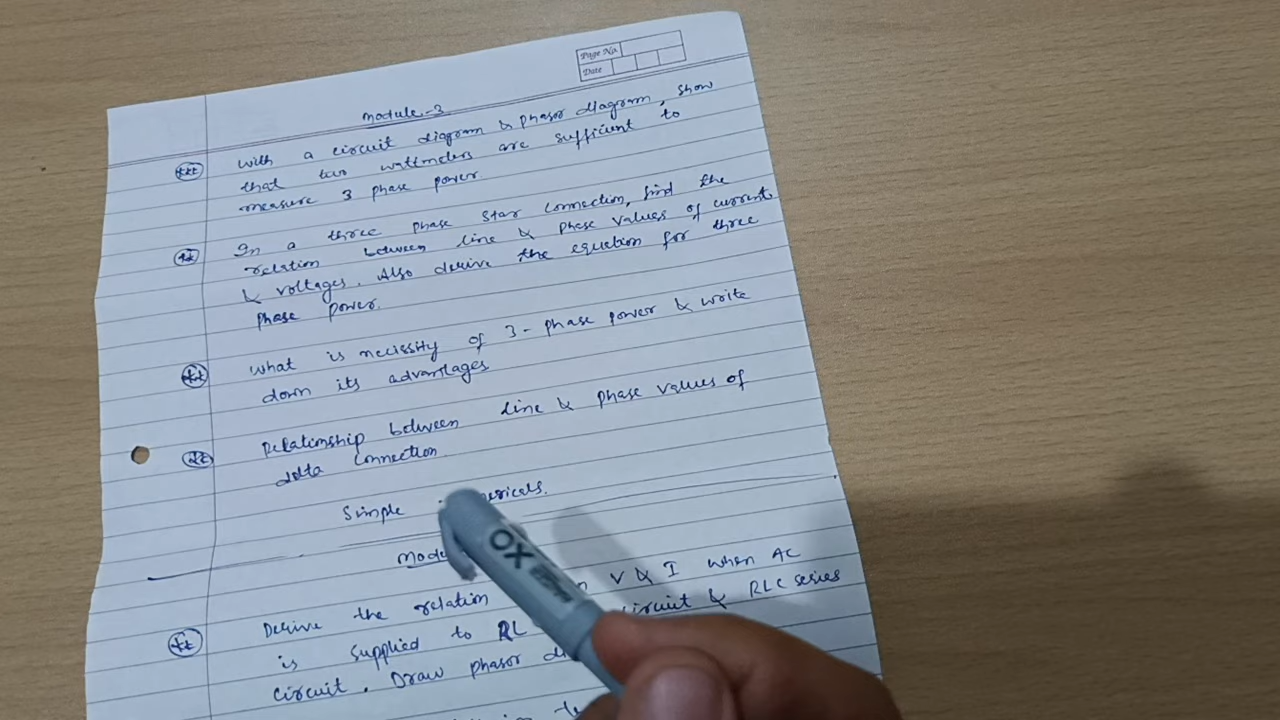 Page No.
Date
Module-3
*** With a circuit diagram & phasor diagram, show
that two wattmeters are sufficient to
measure 3 phase power.
** In a three phase star connection, find the
relation between line & phase values of current
& voltages. Also derive the equation for three
phase power.
** What is necissity of 3-phase power & write
down its advantages
** Relationship between line & phase values of
delta connection.
Simple
** Derive the relation V & I when AC
is supplied to RL circuit & RLC series
circuit. Draw phasor
OX